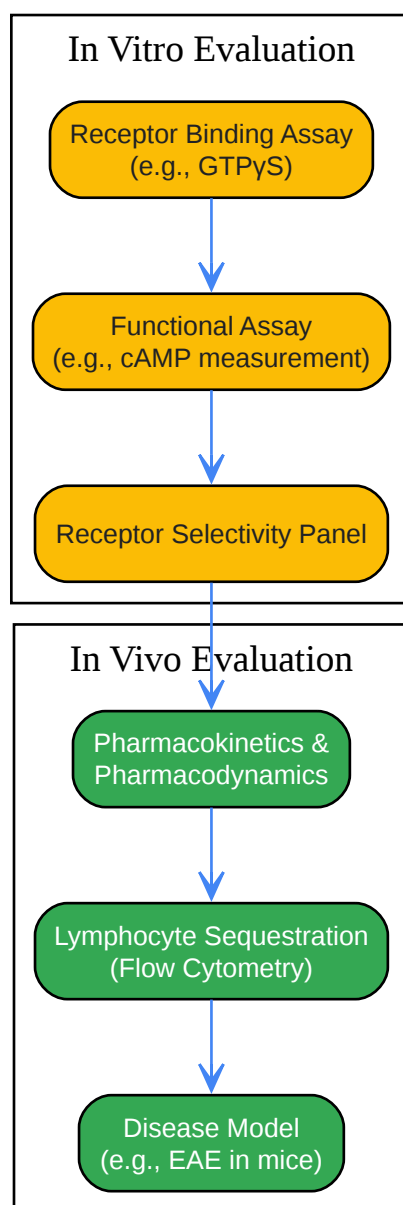 In Vitro Evaluation
Receptor Binding Assay
(e.g., GTPγS)
Functional Assay
(e.g., cAMP measurement)
Receptor Selectivity Panel
In Vivo Evaluation
Pharmacokinetics &
Pharmacodynamics
Lymphocyte Sequestration
(Flow Cytometry)
Disease Model
(e.g., EAE in mice)